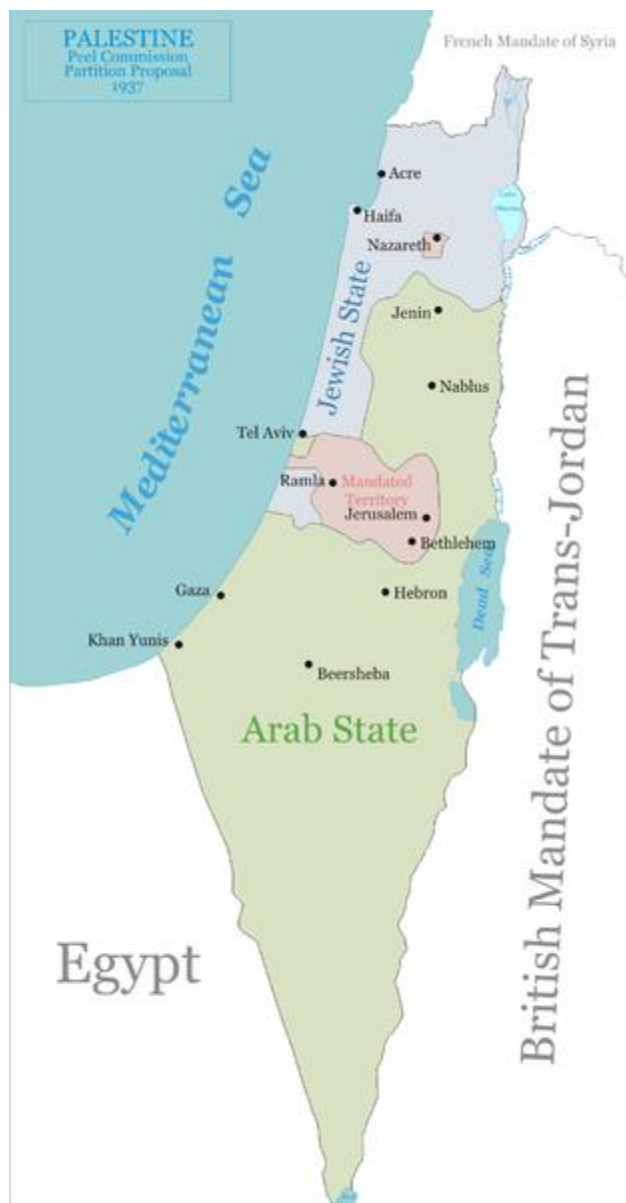 PALESTINE
Peel Commission
Partition Proposal
1937
French Mandate of Syria
Mediterranean Sea
Acre
Haifa
Nazareth
Jewish State
Jenin
Nablus
Tel Aviv
Ramla
Mandated
Territory
Jerusalem
Bethlehem
Gaza
Hebron
Dead Sea
Khan Yunis
Beersheba
Arab State
Egypt
British Mandate of Trans-Jordan